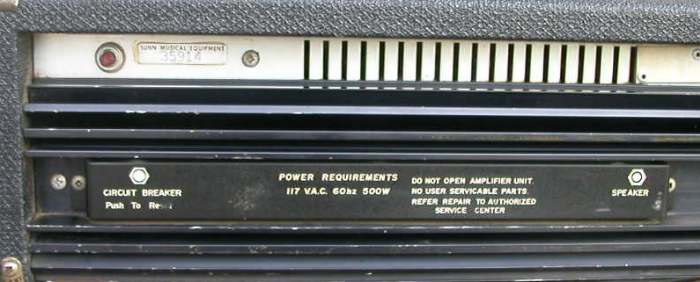 SUNN MUSICAL EQUIPMENT
35914
CIRCUIT BREAKER
Push To
POWER REQUIREMENTS
117 V.A.C. 60hz 500W
DO NOT OPEN AMPLIFIER UNIT.
NO USER SERVICABLE PARTS.
REFER REPAIR TO AUTHORIZED
SERVICE CENTER
SPEAKER